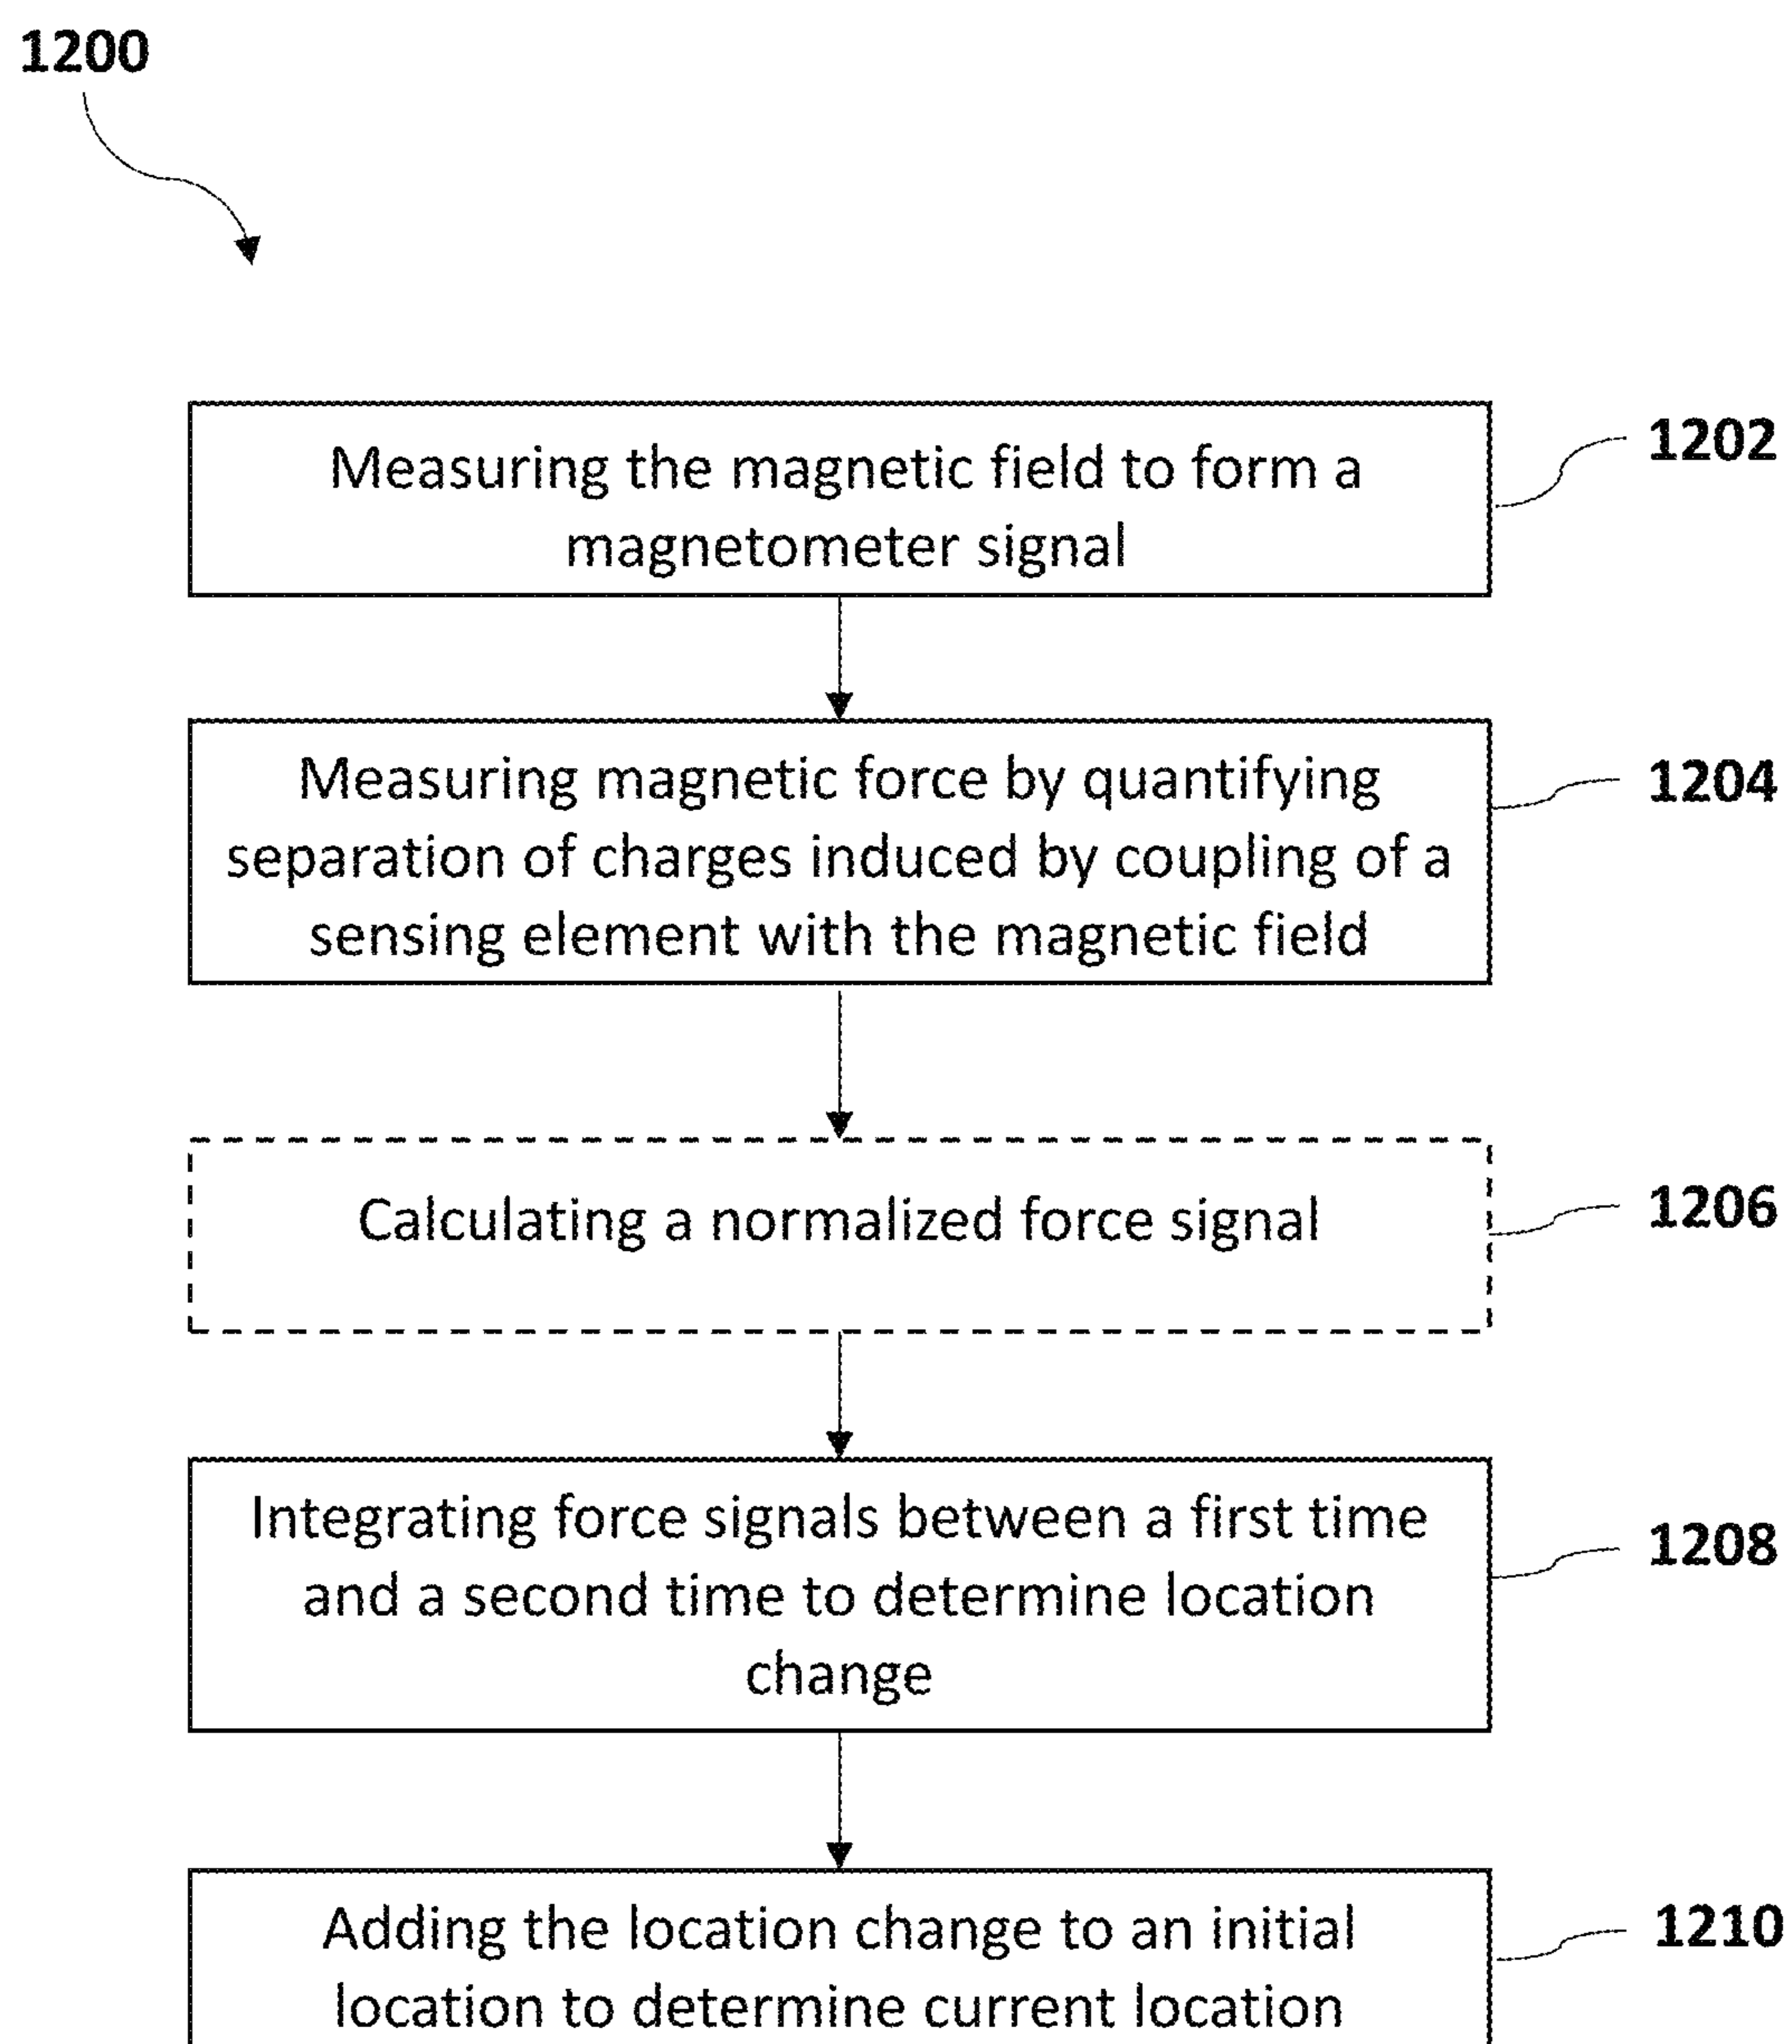 1200
Measuring the magnetic field to form a
magnetometer signal
1202
Measuring magnetic force by quantifying
separation of charges induced by coupling of a
sensing element with the magnetic field
1204
Calculating a normalized force signal
1206
Integrating force signals between a first time
and a second time to determine location
change
1208
Adding the location change to an initial
location to determine current location
1210